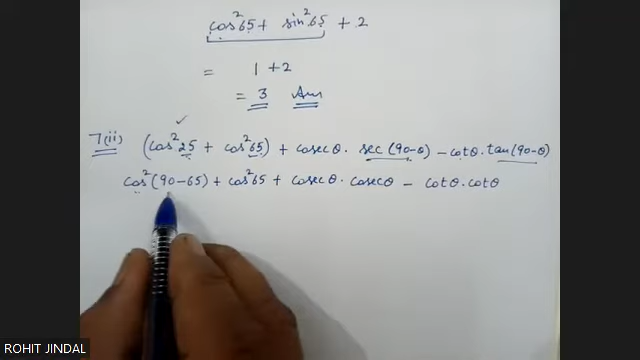 cos²65 + sin²65 + 2
= 1 + 2
= 3 Ans
7(ii) (cos²25 + cos²65) + cosecθ. sec(90-θ) - cotθ. tan(90-θ)
cos²(90-65) + cos²65 + cosecθ. cosecθ - cotθ. cotθ
ROHIT JINDAL